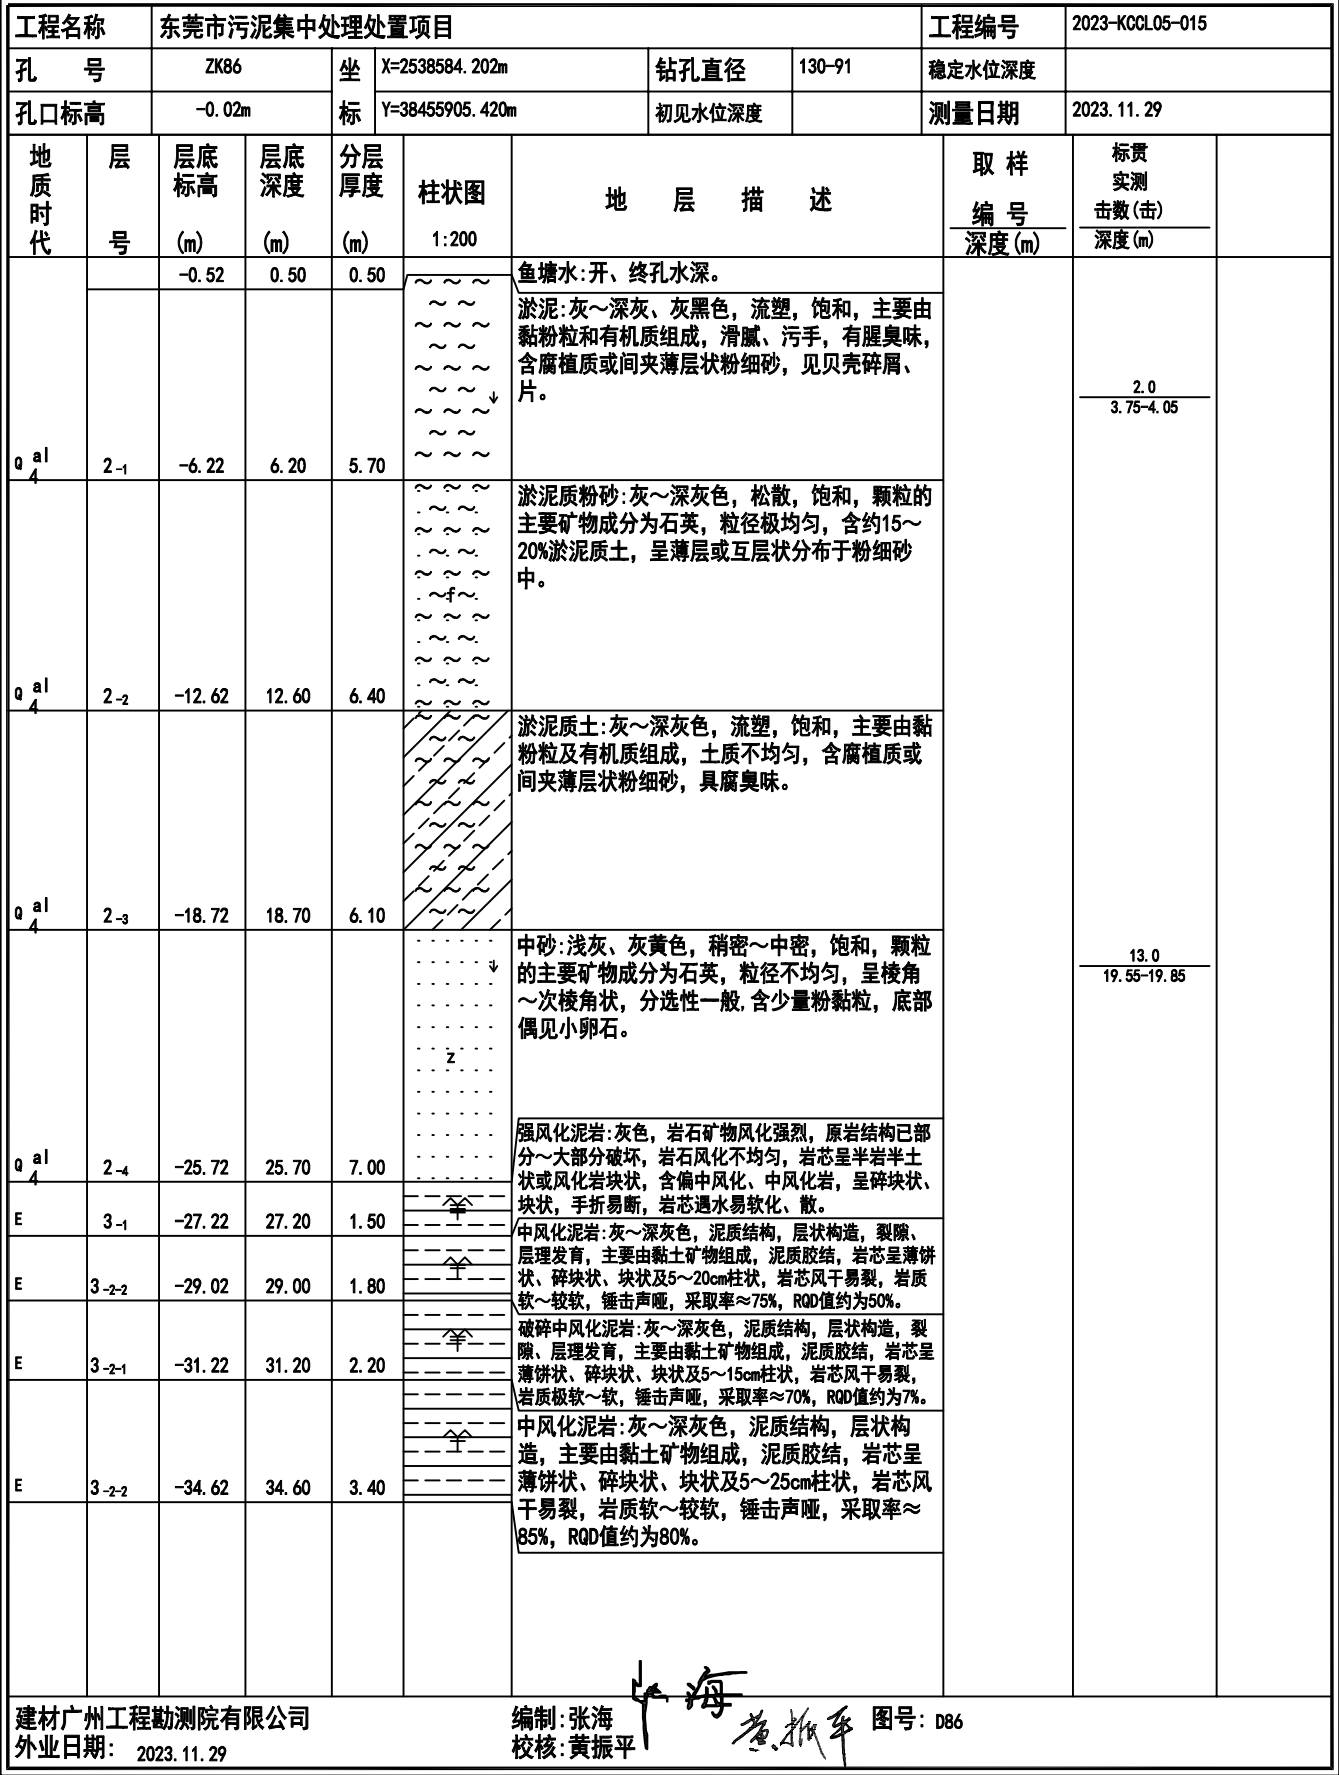 工程名称 东莞市污泥集中处理处置项目 工程编号 2023-KCCL05-015
孔 号 ZK86 坐 X=2538584.202m 钻孔直径 130-91 稳定水位深度
孔口标高 -0.02m 标 Y=38455905.420m 初见水位深度 测量日期 2023.11.29
地 层 层底 层底 分层 取 样 标贯
质 标高 深度 厚度 柱状图 地 层 描 述 实测
时 编 号 击数(击)
代 号 (m) (m) (m) 1:200 深度(m) 深度(m)
-0.52 0.50 0.50 鱼塘水:开、终孔水深。
淤泥:灰～深灰、灰黑色，流塑，饱和，主要由
黏粉粒和有机质组成，滑腻、污手，有腥臭味，
含腐植质或间夹薄层状粉细砂，见贝壳碎屑、
片。
2.0
3.75-4.05
Q al 4 2-1 -6.22 6.20 5.70
淤泥质粉砂:灰～深灰色，松散，饱和，颗粒的
主要矿物成分为石英，粒径极均匀，含约15～
20%淤泥质土，呈薄层或互层状分布于粉细砂
中。
f
Q al 4 2-2 -12.62 12.60 6.40
淤泥质土:灰～深灰色，流塑，饱和，主要由黏
粉粒及有机质组成，土质不均匀，含腐植质或
间夹薄层状粉细砂，具腐臭味。
Q al 4 2-3 -18.72 18.70 6.10
中砂:浅灰、灰黄色，稍密～中密，饱和，颗粒
的主要矿物成分为石英，粒径不均匀，呈棱角
～次棱角状，分选性一般,含少量粉黏粒，底部
偶见小卵石。
13.0
19.55-19.85
z
Q al 4 2-4 -25.72 25.70 7.00
强风化泥岩:灰色，岩石矿物风化强烈，原岩结构已部
分～大部分破坏，岩石风化不均匀，岩芯呈半岩半土
状或风化岩块状，含偏中风化、中风化岩，呈碎块状、
块状，手折易断，岩芯遇水易软化、散。
E 3-1 -27.22 27.20 1.50
中风化泥岩:灰～深灰色，泥质结构，层状构造，裂隙、
层理发育，主要由黏土矿物组成，泥质胶结，岩芯呈薄饼
状、碎块状、块状及5～20cm柱状，岩芯风干易裂，岩质
软～较软，锤击声哑，采取率≈75%，RQD值约为50%。
E 3-2-2 -29.02 29.00 1.80
破碎中风化泥岩:灰～深灰色，泥质结构，层状构造，裂
隙、层理发育，主要由黏土矿物组成，泥质胶结，岩芯呈
薄饼状、碎块状、块状及5～15cm柱状，岩芯风干易裂，
岩质极软～软，锤击声哑，采取率≈70%，RQD值约为7%。
E 3-2-1 -31.22 31.20 2.20
中风化泥岩:灰～深灰色，泥质结构，层状构
造，主要由黏土矿物组成，泥质胶结，岩芯呈
薄饼状、碎块状、块状及5～25cm柱状，岩芯风
干易裂，岩质软～较软，锤击声哑，采取率≈
85%，RQD值约为80%。
E 3-2-2 -34.62 34.60 3.40
建材广州工程勘测院有限公司 编制:张海 张海 图号: D86
外业日期: 2023.11.29 校核:黄振平 黄振平